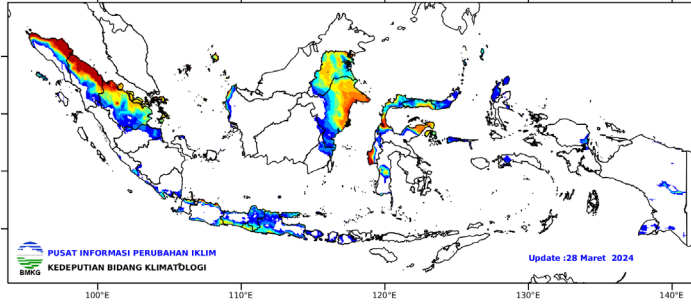 PUSAT INFORMASI PERUBAHAN IKLIM
KEDEPUTIAN BIDANG KLIMATOLOGI
BMKG
Update :28 Maret 2024
100°E 110°E 120°E 130°E 140°E